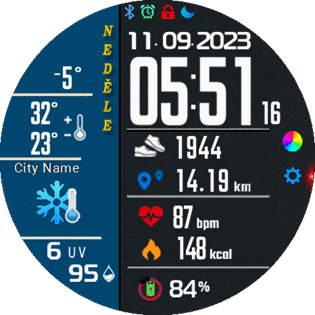 NEDĚLE
11.09.2023
05:51 16
-5°
32°
23°
+
-
City Name
6 UV
95
1944
14.19 km
87 bpm
148 kcal
84%